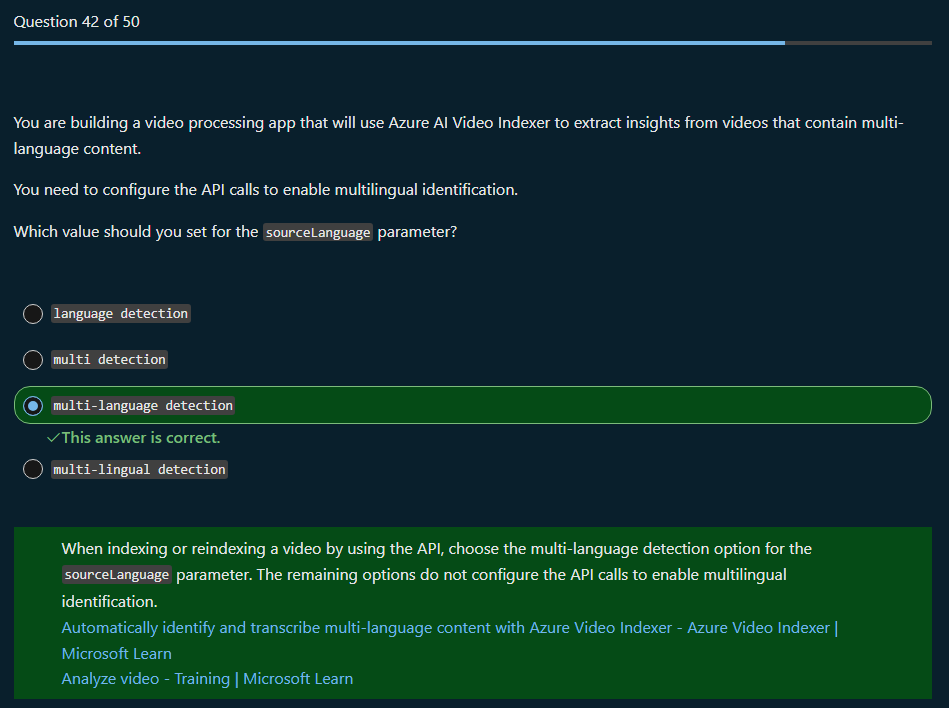 Question 42 of 50
You are building a video processing app that will use Azure AI Video Indexer to extract insights from videos that contain multi-
language content.
You need to configure the API calls to enable multilingual identification.
Which value should you set for the sourceLanguage parameter?
language detection
multi detection
multi-language detection
This answer is correct.
multi-lingual detection
When indexing or reindexing a video by using the API, choose the multi-language detection option for the
sourceLanguage parameter. The remaining options do not configure the API calls to enable multilingual
identification.
Automatically identify and transcribe multi-language content with Azure Video Indexer - Azure Video Indexer |
Microsoft Learn
Analyze video - Training | Microsoft Learn